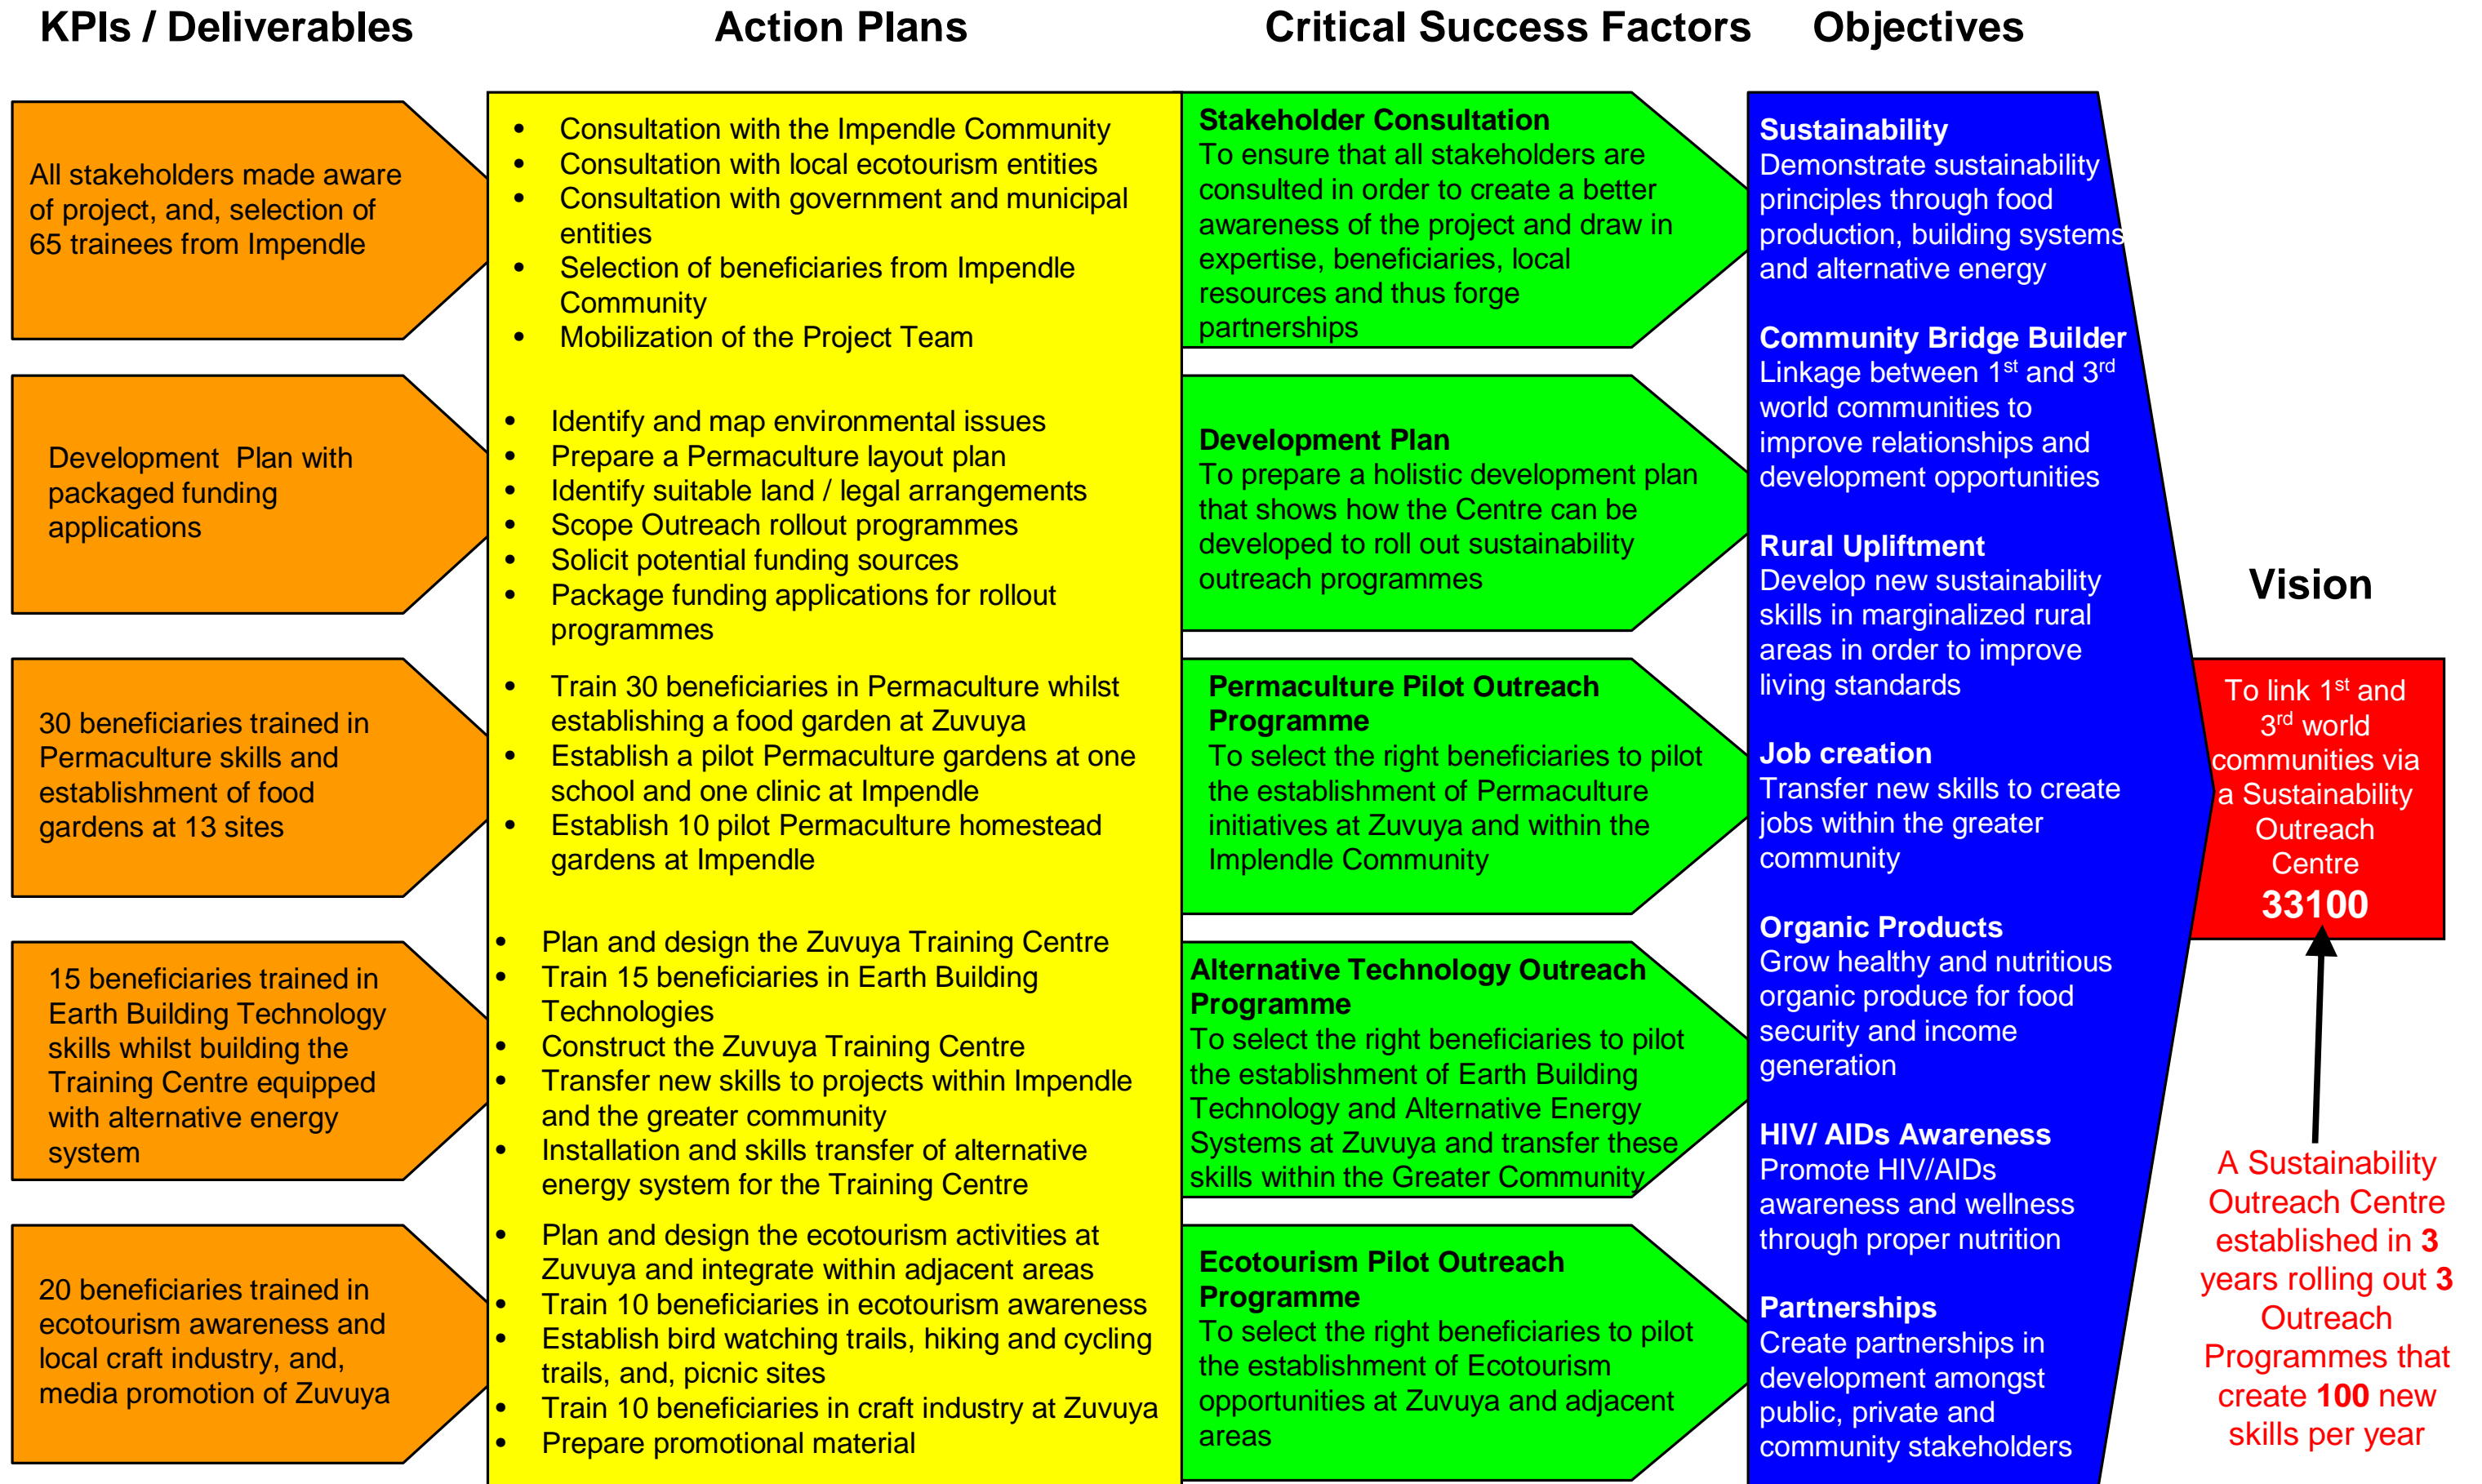 KPIs / Deliverables
Action Plans
Critical Success Factors
Objectives
All stakeholders made aware
of project, and, selection of
65 trainees from Impendle
Development  Plan with
packaged funding
applications
30 beneficiaries trained in
Permaculture skills and
establishment of food
gardens at 13 sites
15 beneficiaries trained in
Earth Building Technology
skills whilst building the
Training Centre equipped
with alternative energy
system
20 beneficiaries trained in
ecotourism awareness and
local craft industry, and,
media promotion of Zuvuya
• Consultation with the Impendle Community
• Consultation with local ecotourism entities
• Consultation with government and municipal
entities
• Selection of beneficiaries from Impendle
Community
• Mobilization of the Project Team
• Identify and map environmental issues
• Prepare a Permaculture layout plan
• Identify suitable land / legal arrangements
• Scope Outreach rollout programmes
• Solicit potential funding sources
• Package funding applications for rollout
programmes
• Train 30 beneficiaries in Permaculture whilst
establishing a food garden at Zuvuya
• Establish a pilot Permaculture gardens at one
school and one clinic at Impendle
• Establish 10 pilot Permaculture homestead
gardens at Impendle
• Plan and design the Zuvuya Training Centre
• Train 15 beneficiaries in Earth Building
Technologies
• Construct the Zuvuya Training Centre
• Transfer new skills to projects within Impendle
and the greater community
• Installation and skills transfer of alternative
energy system for the Training Centre
• Plan and design the ecotourism activities at
Zuvuya and integrate within adjacent areas
• Train 10 beneficiaries in ecotourism awareness
• Establish bird watching trails, hiking and cycling
trails, and, picnic sites
• Train 10 beneficiaries in craft industry at Zuvuya
• Prepare promotional material
Stakeholder Consultation
To ensure that all stakeholders are
consulted in order to create a better
awareness of the project and draw in
expertise, beneficiaries, local
resources and thus forge
partnerships
Development Plan
To prepare a holistic development plan
that shows how the Centre can be
developed to roll out sustainability
outreach programmes
Permaculture Pilot Outreach
Programme
To select the right beneficiaries to pilot
the establishment of Permaculture
initiatives at Zuvuya and within the
Implendle Community
Alternative Technology Outreach
Programme
To select the right beneficiaries to pilot
the establishment of Earth Building
Technology and Alternative Energy
Systems at Zuvuya and transfer these
skills within the Greater Community
Ecotourism Pilot Outreach
Programme
To select the right beneficiaries to pilot
the establishment of Ecotourism
opportunities at Zuvuya and adjacent
areas
Sustainability
Demonstrate sustainability
principles through food
production, building systems
and alternative energy
Community Bridge Builder
Linkage between 1st and 3rd
world communities to
improve relationships and
development opportunities
Rural Upliftment
Develop new sustainability
skills in marginalized rural
areas in order to improve
living standards
Job creation
Transfer new skills to create
jobs within the greater
community
Organic Products
Grow healthy and nutritious
organic produce for food
security and income
generation
HIV/ AIDs Awareness
Promote HIV/AIDs
awareness and wellness
through proper nutrition
Partnerships
Create partnerships in
development amongst
public, private and
community stakeholders
Vision
To link 1st and
3rd world
communities via
a Sustainability
Outreach
Centre
33100
A Sustainability
Outreach Centre
established in 3
years rolling out 3
Outreach
Programmes that
create 100 new
skills per year